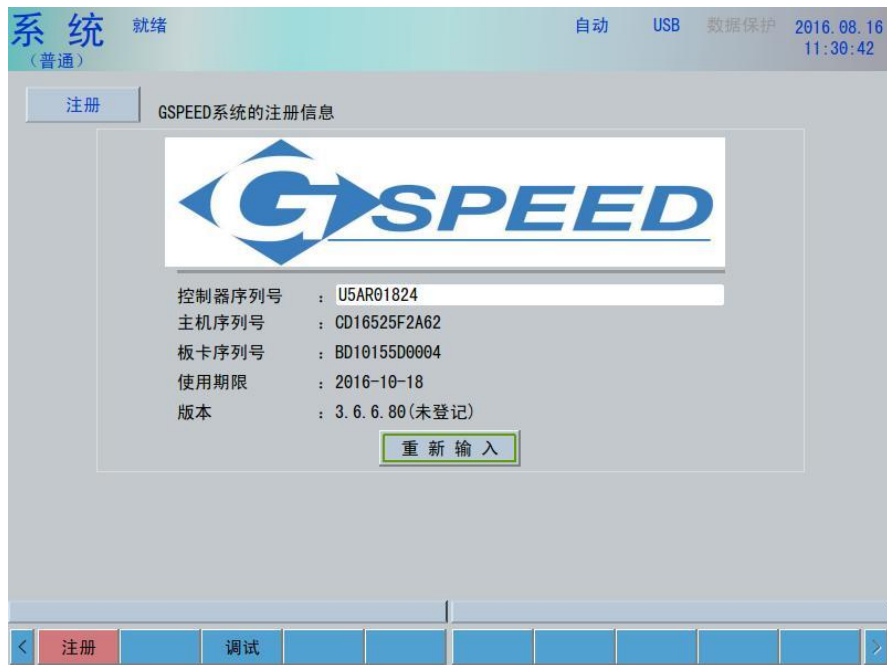 系 统 就绪 自动 USB 数据保护 2016.08.16
（普通） 11:30:42
注册
GSPEED系统的注册信息
GSPEED
控制器序列号 : U5AR01824
主机序列号 : CD16525F2A62
板卡序列号 : BD10155D0004
使用期限 : 2016-10-18
版本 : 3.6.6.80(未登记)
重 新 输 入
< 注册 调试 >